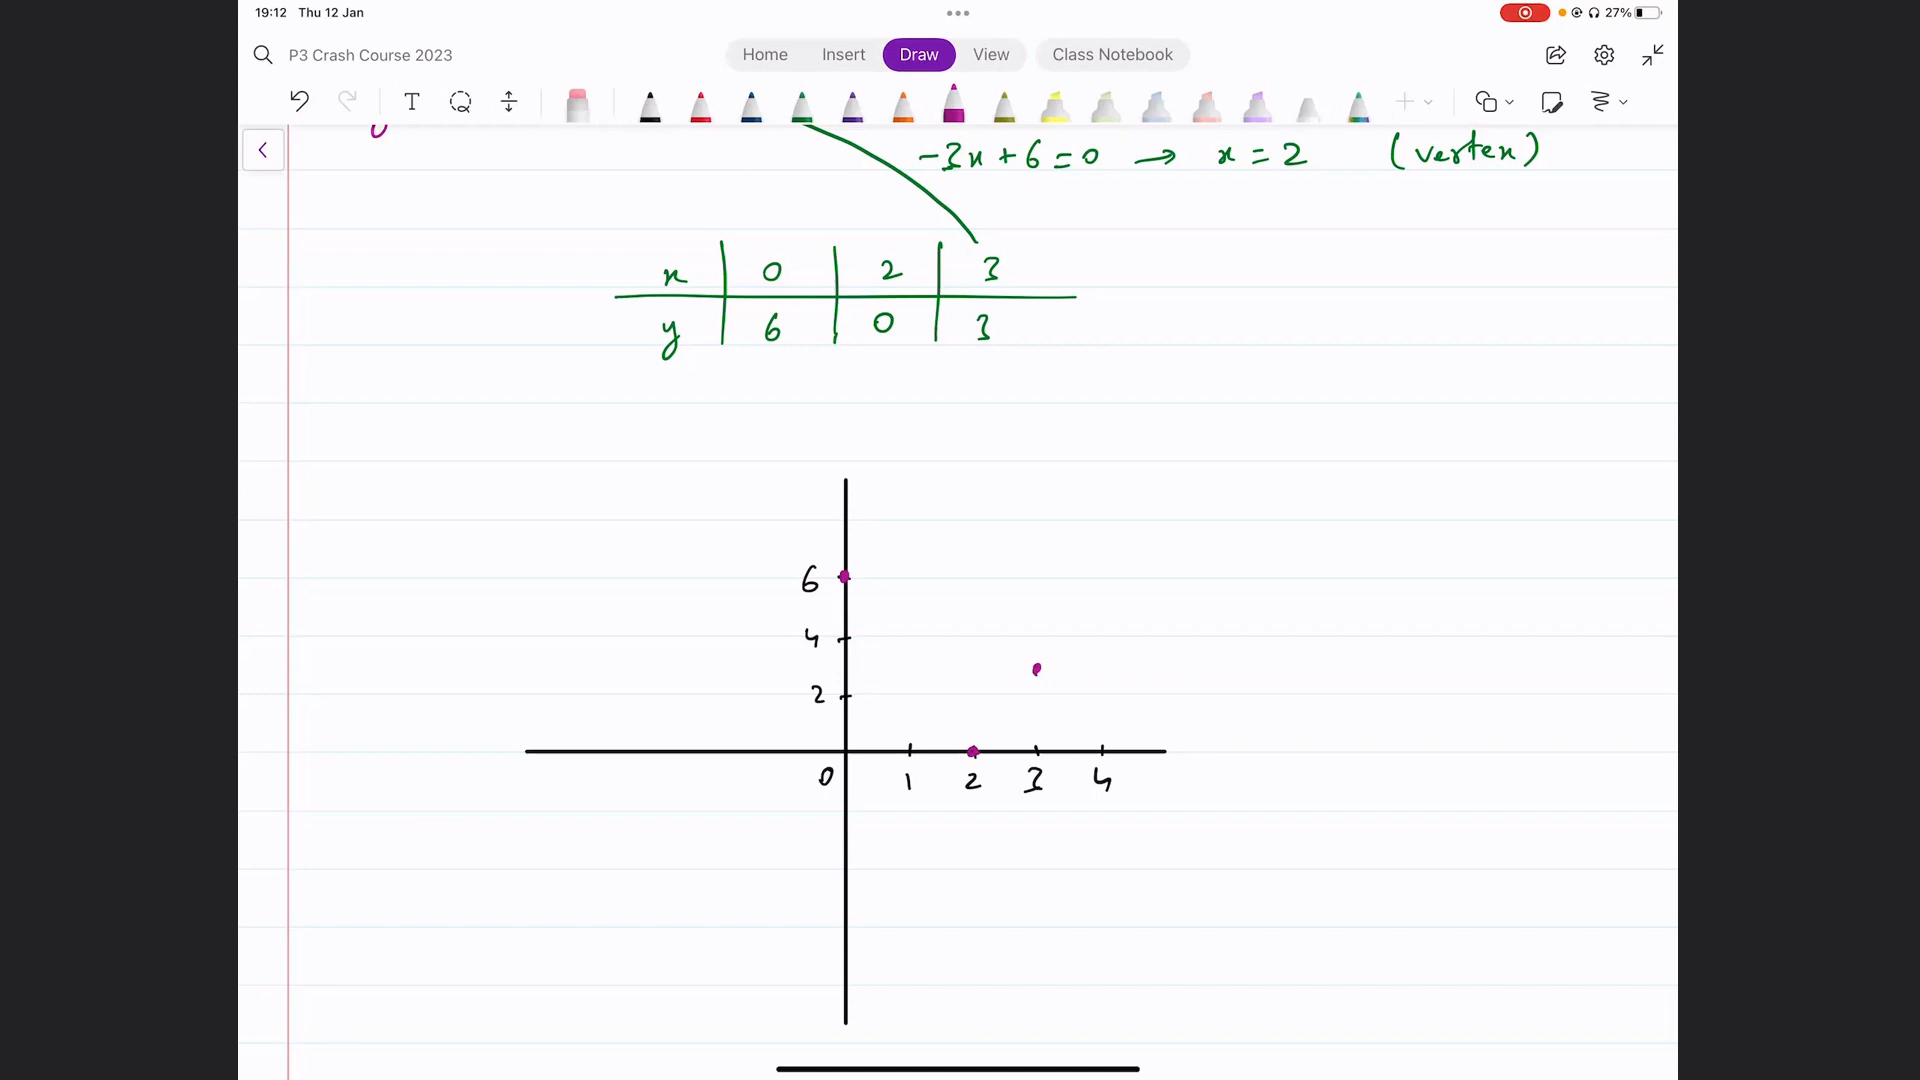 19:12 Thu 12 Jan
27%
P3 Crash Course 2023
Home Insert Draw View Class Notebook
-3x + 6 = 0 → x = 2 (vertex)
x 0 2 3
y 6 0 3
6
4
2
0 1 2 3 4